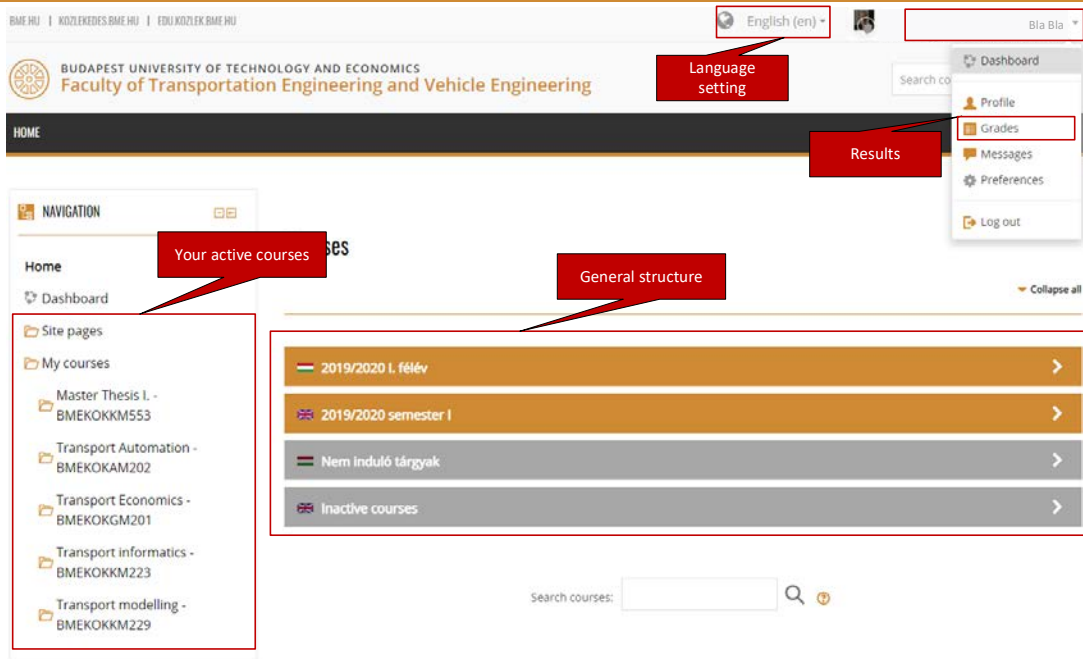 BME.HU | KOZLEKEDES.BME.HU | EDU.KOZLEK.BME.HU
English (en)
Bla Bla
BUDAPEST UNIVERSITY OF TECHNOLOGY AND ECONOMICS
Faculty of Transportation Engineering and Vehicle Engineering
Language
setting
Search co
Dashboard
Profile
Grades
Messages
Preferences
Log out
HOME
Results
NAVIGATION
Your active courses
ses
General structure
Collapse all
Home
Dashboard
Site pages
My courses
Master Thesis I. -
BMEKOKKM553
Transport Automation -
BMEKOKAM202
Transport Economics -
BMEKOKGM201
Transport informatics -
BMEKOKKM223
Transport modelling -
BMEKOKKM229
2019/2020 I. félév
2019/2020 semester I
Nem induló tárgyak
Inactive courses
Search courses: